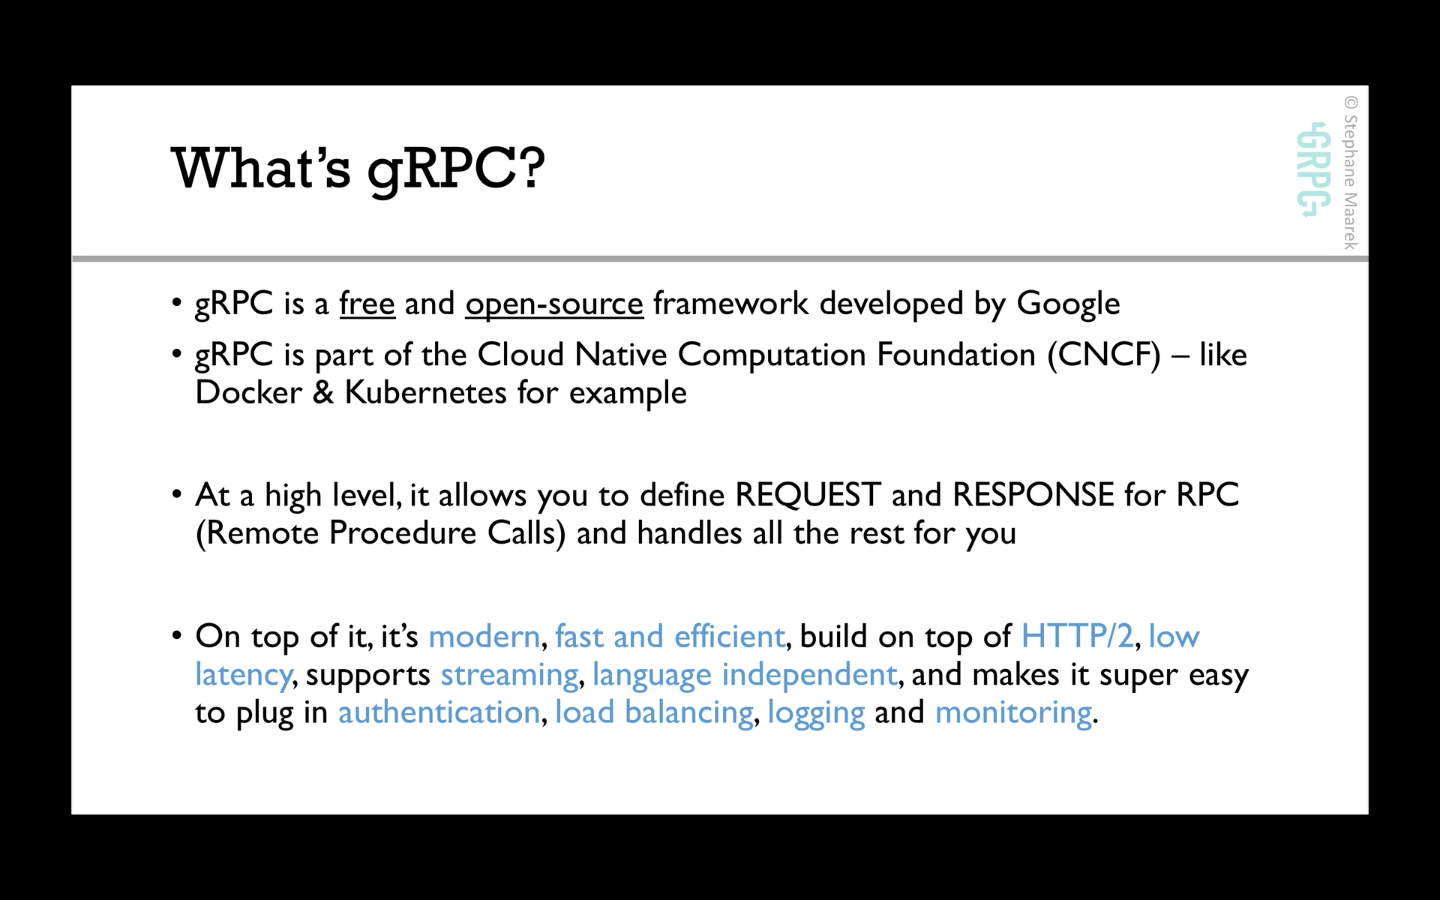 What's gRPC?
GRPC
© Stephane Maarek
• gRPC is a free and open-source framework developed by Google
• gRPC is part of the Cloud Native Computation Foundation (CNCF) – like
Docker & Kubernetes for example
• At a high level, it allows you to define REQUEST and RESPONSE for RPC
(Remote Procedure Calls) and handles all the rest for you
• On top of it, it's modern, fast and efficient, build on top of HTTP/2, low
latency, supports streaming, language independent, and makes it super easy
to plug in authentication, load balancing, logging and monitoring.